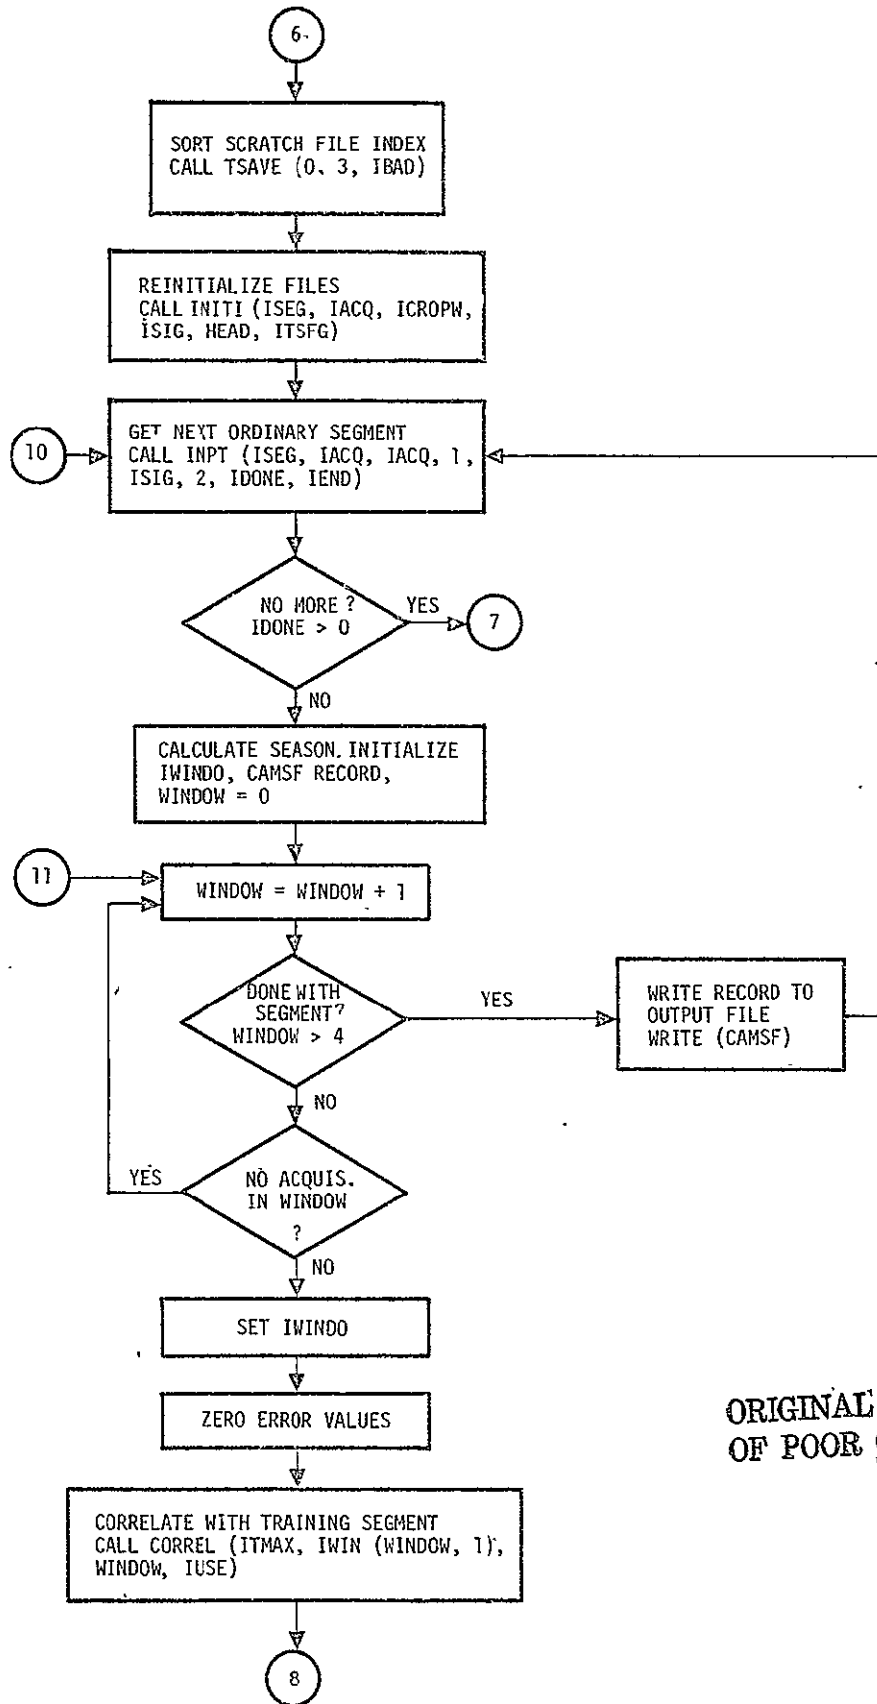 6
SORT SCRATCH FILE INDEX
CALL TSAVE (0, 3, IBAD)
REINITIALIZE FILES
CALL INITI (ISEG, IACQ, ICROPW,
ISIG, HEAD, ITSFG)
10
GET NEXT ORDINARY SEGMENT
CALL INPT (ISEG, IACQ, IACQ, 1,
ISIG, 2, IDONE, IEND)
NO MORE ?
IDONE > 0
YES
7
NO
CALCULATE SEASON. INITIALIZE
IWINDO, CAMSF RECORD,
WINDOW = 0
11
WINDOW = WINDOW + 1
DONE WITH
SEGMENT?
WINDOW > 4
YES
WRITE RECORD TO
OUTPUT FILE
WRITE (CAMSF)
NO
YES
NO ACQUIS.
IN WINDOW
?
NO
SET IWINDO
ZERO ERROR VALUES
ORIGINAL
OF POOR
CORRELATE WITH TRAINING SEGMENT
CALL CORREL (ITMAX, IWIN (WINDOW, 1),
WINDOW, IUSE)
8